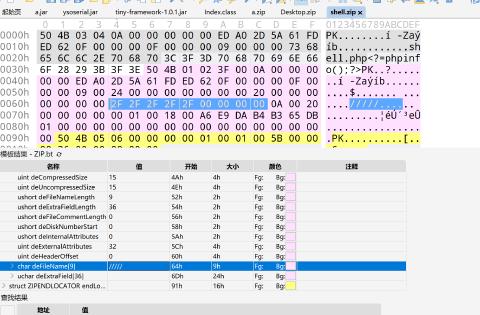 起始页 a.jar ysoserial.jar tiny-framework-1.0.1.jar Index.class a.zip Desktop.zip shell.zip ×
0 1 2 3 4 5 6 7 8 9 A B C D E F 0123456789ABCDEF
0000h 50 4B 03 04 0A 00 00 00 00 00 ED A0 2D 5A 61 FD PK........í -Zaý
0010h ED 62 0F 00 00 00 0F 00 00 00 09 00 00 00 73 68 íb............sh
0020h 65 6C 6C 2E 70 68 70 3C 3F 70 68 70 69 6E 66 ell.php<?phpinf
0030h 6F 28 29 3B 3F 3E 50 4B 01 02 3F 00 0A 00 00 00 o();?>PK..?.....
0040h 00 00 ED A0 2D 5A 61 FD ED 62 0F 00 00 00 0F 00 ..í -Zaýíb......
0050h 00 00 09 00 24 00 00 00 00 00 00 00 20 00 00 00 ....$....... ...
0060h 00 00 00 00 2F 2F 2F 2F 2F 00 00 00 00 0A 00 20 ..../////......
0070h 00 00 00 00 00 01 00 18 00 A6 E9 DA B4 B3 65 DB .........¦éÚ´³eÛ
0080h 01 00 00 00 00 00 00 00 00 00 00 00 00 00 00 00 ................
0090h 00 50 4B 05 06 00 00 00 00 01 00 01 00 5B 00 00 .PK..........[..
模板结果 - ZIP.bt
名称 值 开始 大小 颜色 注释
uint deCompressedSize 15 4Ah 4h Fg: Bg:
uint deUncompressedSize 15 4Eh 4h Fg: Bg:
ushort deFileNameLength 9 52h 2h Fg: Bg:
ushort deExtraFieldLength 36 54h 2h Fg: Bg:
ushort deFileCommentLength 0 56h 2h Fg: Bg:
ushort deDiskNumberStart 0 58h 2h Fg: Bg:
ushort deInternalAttributes 0 5Ah 2h Fg: Bg:
uint deExternalAttributes 32 5Ch 4h Fg: Bg:
uint deHeaderOffset 0 60h 4h Fg: Bg:
char deFileName[9] ///// 64h 9h Fg: Bg:
uchar deExtraField[36] 6Dh 24h Fg: Bg:
struct ZIPENDLOCATOR endLo... 91h 16h Fg: Bg:
查找结果
地址 值